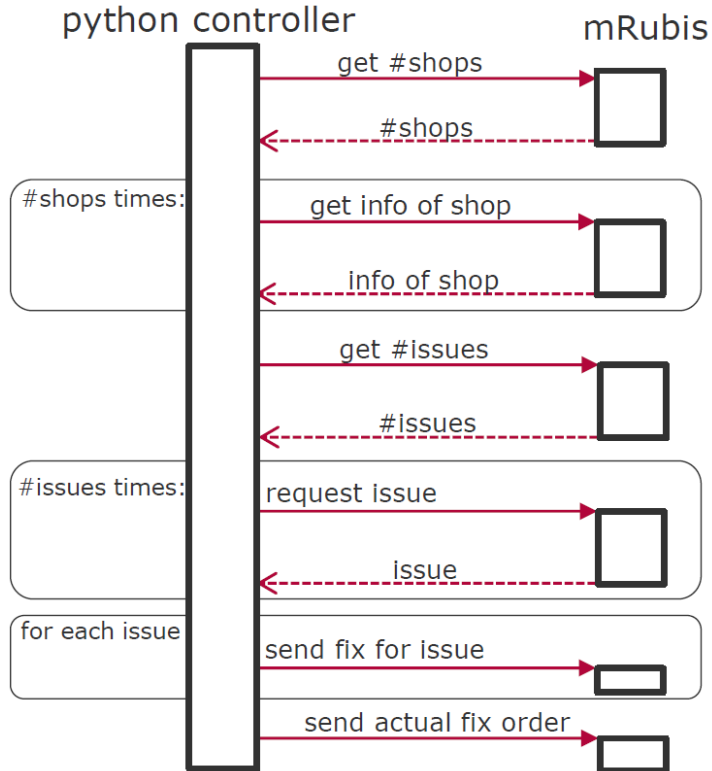 python controller
mRubis
get #shops
#shops
#shops times:
get info of shop
info of shop
get #issues
#issues
#issues times:
request issue
issue
for each issue
send fix for issue
send actual fix order